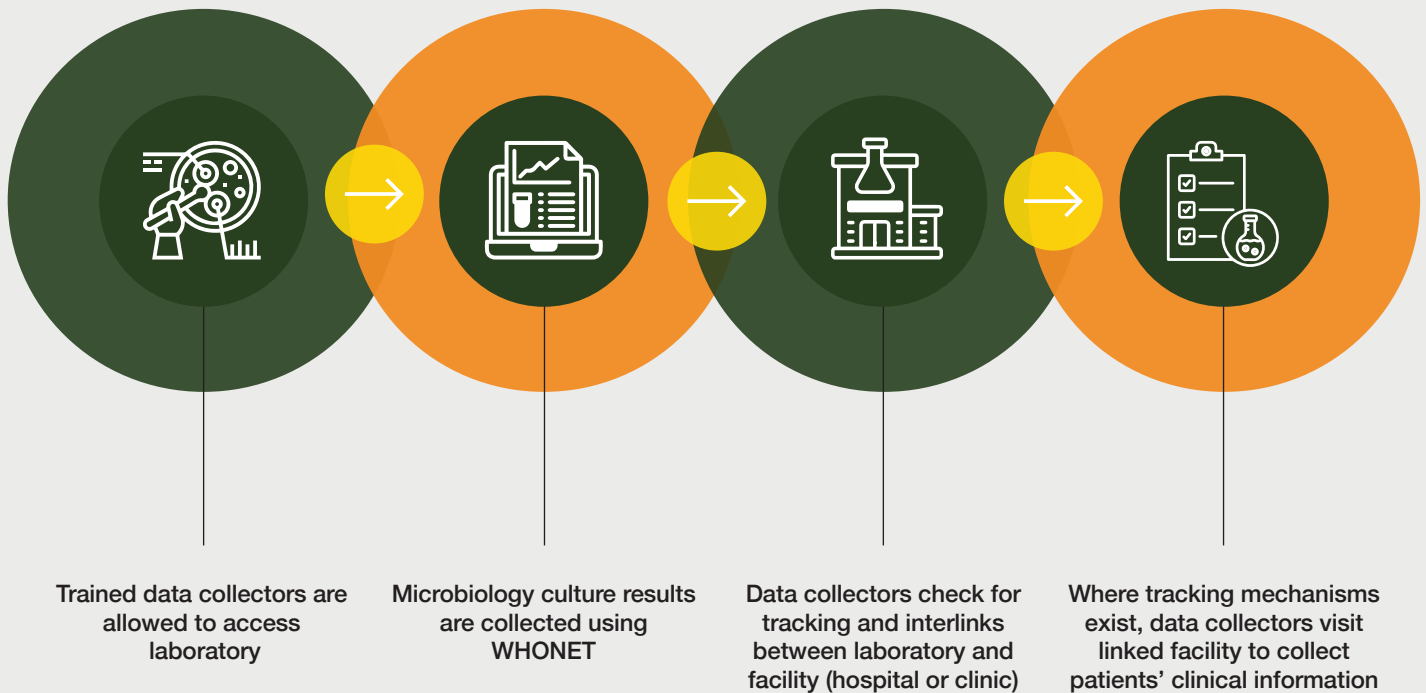 Trained data collectors are
allowed to access
laboratory
Microbiology culture results
are collected using
WHONET
Data collectors check for
tracking and interlinks
between laboratory and
facility (hospital or clinic)
Where tracking mechanisms
exist, data collectors visit
linked facility to collect
patients’ clinical information